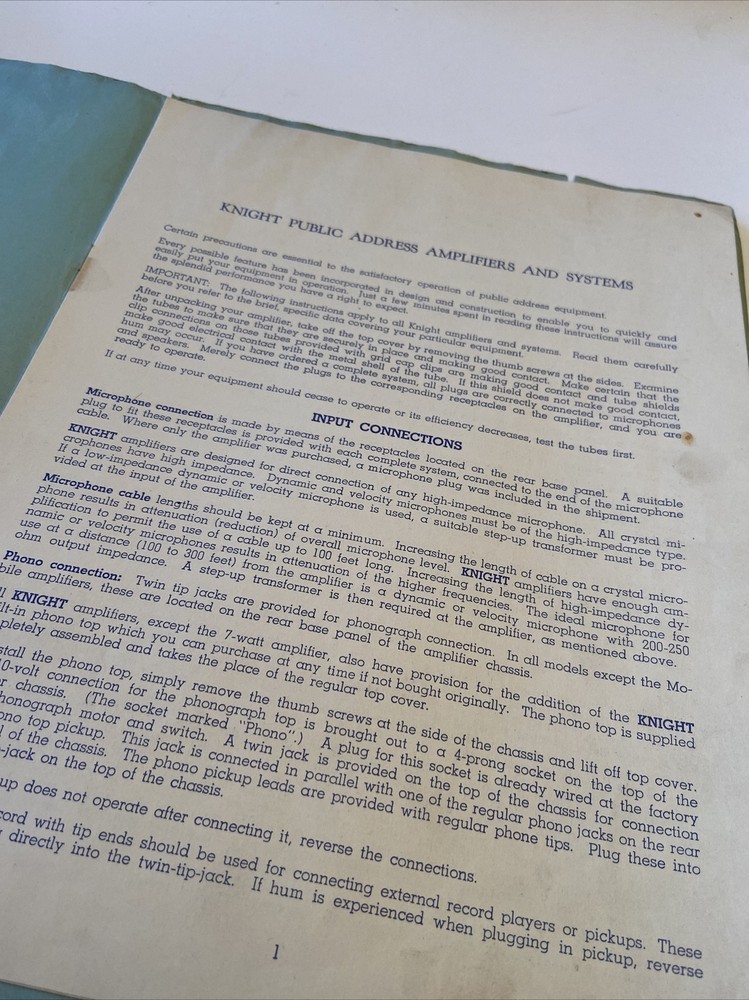 KNIGHT PUBLIC ADDRESS AMPLIFIERS AND SYSTEMS
Certain precautions are essential to the satisfactory operation of public address equipment.
Every possible feature has been incorporated in design and construction to enable you to quickly and
easily put your equipment in operation. Just a few minutes spent in reading these instructions will assure
the splendid performance you have a right to expect.
IMPORTANT: The following instructions apply to all Knight amplifiers and systems. Read them carefully
before you refer to the brief, specific data covering your particular equipment.
After unpacking your amplifier, take off the top cover by removing the thumb screws at the sides. Examine
the tubes to make sure that they are securely in place and making good contact. Make certain that the
clip connections on those tubes provided with grid cap clips are making good contact and tube shields
make good electrical contact with the metal shell of the tube. If this shield does not make good contact,
hum may occur. If you have ordered a complete system, all plugs are correctly connected to microphones
and speakers. Merely connect the plugs to the corresponding receptacles on the amplifier, and you are
ready to operate.
If at any time your equipment should cease to operate or its efficiency decreases, test the tubes first.
INPUT CONNECTIONS
Microphone connection is made by means of the receptacles located on the rear base panel. A suitable
plug to fit these receptacles is provided with each complete system, connected to the end of the microphone
cable. Where only the amplifier was purchased, a microphone plug was included in the shipment.
KNIGHT amplifiers are designed for direct connection of any high-impedance microphone. All crystal mi-
crophones have high impedance. Dynamic and velocity microphones must be of the high-impedance type.
If a low-impedance dynamic or velocity microphone is used, a suitable step-up transformer must be pro-
vided at the input of the amplifier.
Microphone cable lengths should be kept at a minimum. Increasing the length of cable on a crystal micro-
phone results in attenuation (reduction) of overall microphone level. KNIGHT amplifiers have enough am-
plification to permit the use of a cable up to 100 feet long. Increasing the length of high-impedance dy-
namic or velocity microphones results in attenuation of the higher frequencies. The ideal microphone for
use at a distance (100 to 300 feet) from the amplifier is a dynamic or velocity microphone with 200-250
ohm output impedance. A step-up transformer is then required at the amplifier, as mentioned above.
Phono connection: Twin tip jacks are provided for phonograph connection. In all models except the Mo-
bile amplifiers, these are located on the rear base panel of the amplifier chassis.
ll KNIGHT amplifiers, except the 7-watt amplifier, also have provision for the addition of the KNIGHT
ilt-in phono top which you can purchase at any time if not bought originally. The phono top is supplied
pletely assembled and takes the place of the regular top cover.
stall the phono top, simply remove the thumb screws at the side of the chassis and lift off top cover.
10-volt connection for the phonograph top is brought out to a 4-prong socket on the top of the
r chassis. (The socket marked "Phono".) A plug for this socket is already wired at the factory
honograph motor and switch. A twin jack is provided on the top of the chassis for connection
ono top pickup. This jack is connected in parallel with one of the regular phono jacks on the rear
l of the chassis. The phono pickup leads are provided with regular phone tips. Plug these into
-jack on the top of the chassis.
up does not operate after connecting it, reverse the connections.
cord with tip ends should be used for connecting external record players or pickups. These
directly into the twin-tip-jack. If hum is experienced when plugging in pickup, reverse
1